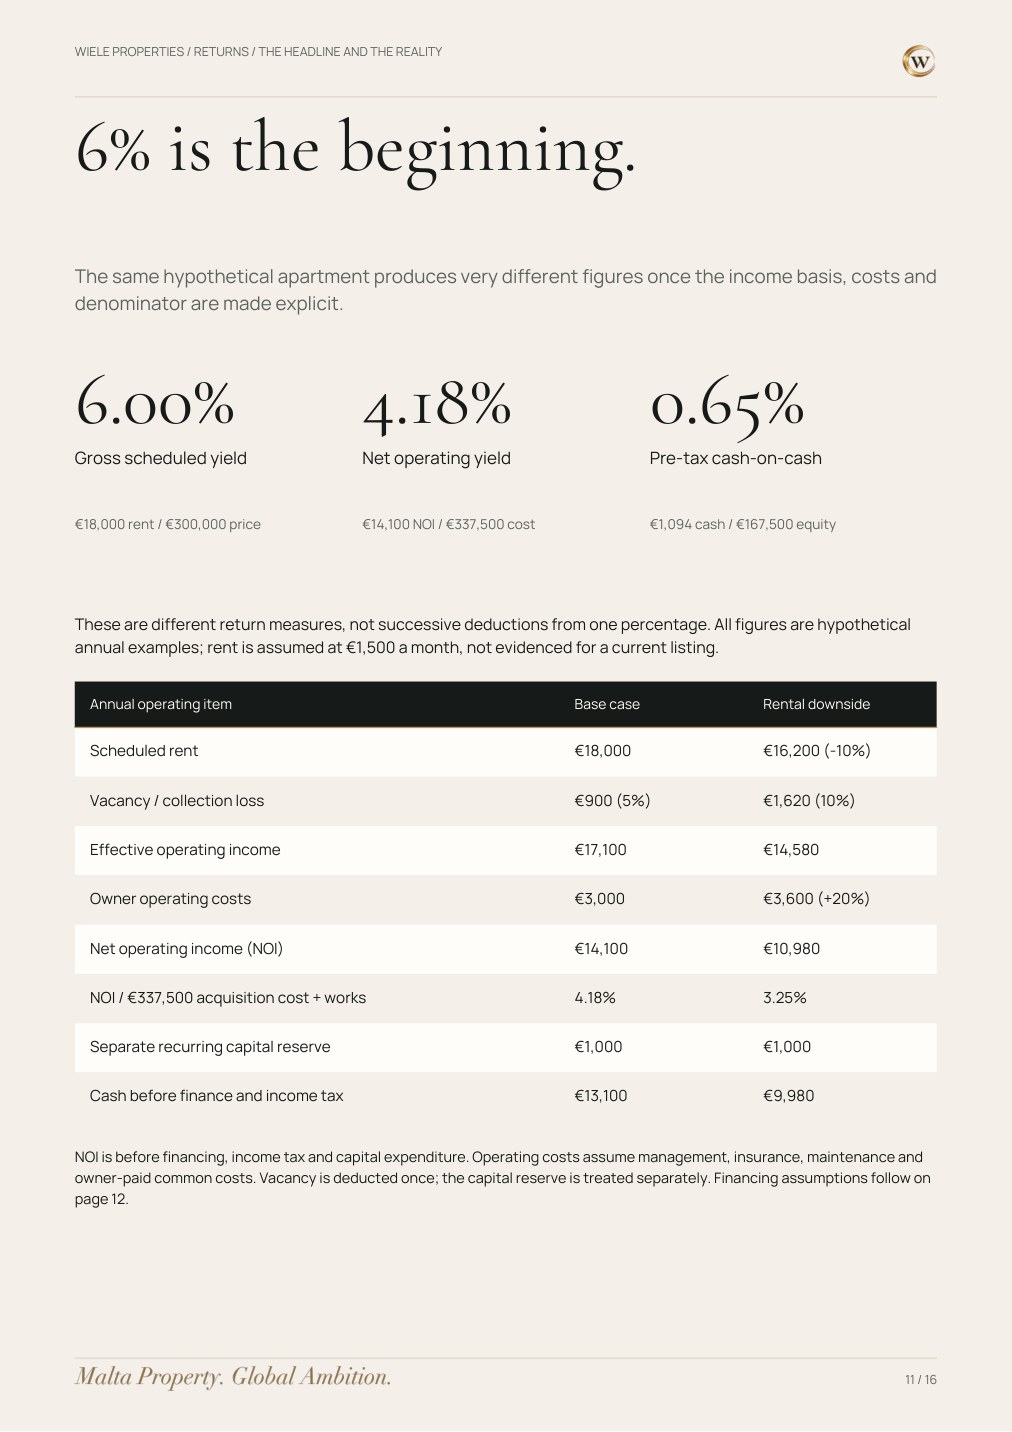 WIELE PROPERTIES / RETURNS / THE HEADLINE AND THE REALITY
W
6% is the beginning.
The same hypothetical apartment produces very different figures once the income basis, costs and
denominator are made explicit.
6.00% 4.18% 0.65%
Gross scheduled yield Net operating yield Pre-tax cash-on-cash
€18,000 rent / €300,000 price €14,100 NOI / €337,500 cost €1,094 cash / €167,500 equity
These are different return measures, not successive deductions from one percentage. All figures are hypothetical
annual examples; rent is assumed at €1,500 a month, not evidenced for a current listing.
Annual operating item Base case Rental downside
Scheduled rent €18,000 €16,200 (-10%)
Vacancy / collection loss €900 (5%) €1,620 (10%)
Effective operating income €17,100 €14,580
Owner operating costs €3,000 €3,600 (+20%)
Net operating income (NOI) €14,100 €10,980
NOI / €337,500 acquisition cost + works 4.18% 3.25%
Separate recurring capital reserve €1,000 €1,000
Cash before finance and income tax €13,100 €9,980
NOI is before financing, income tax and capital expenditure. Operating costs assume management, insurance, maintenance and
owner-paid common costs. Vacancy is deducted once; the capital reserve is treated separately. Financing assumptions follow on
page 12.
Malta Property. Global Ambition. 11 / 16